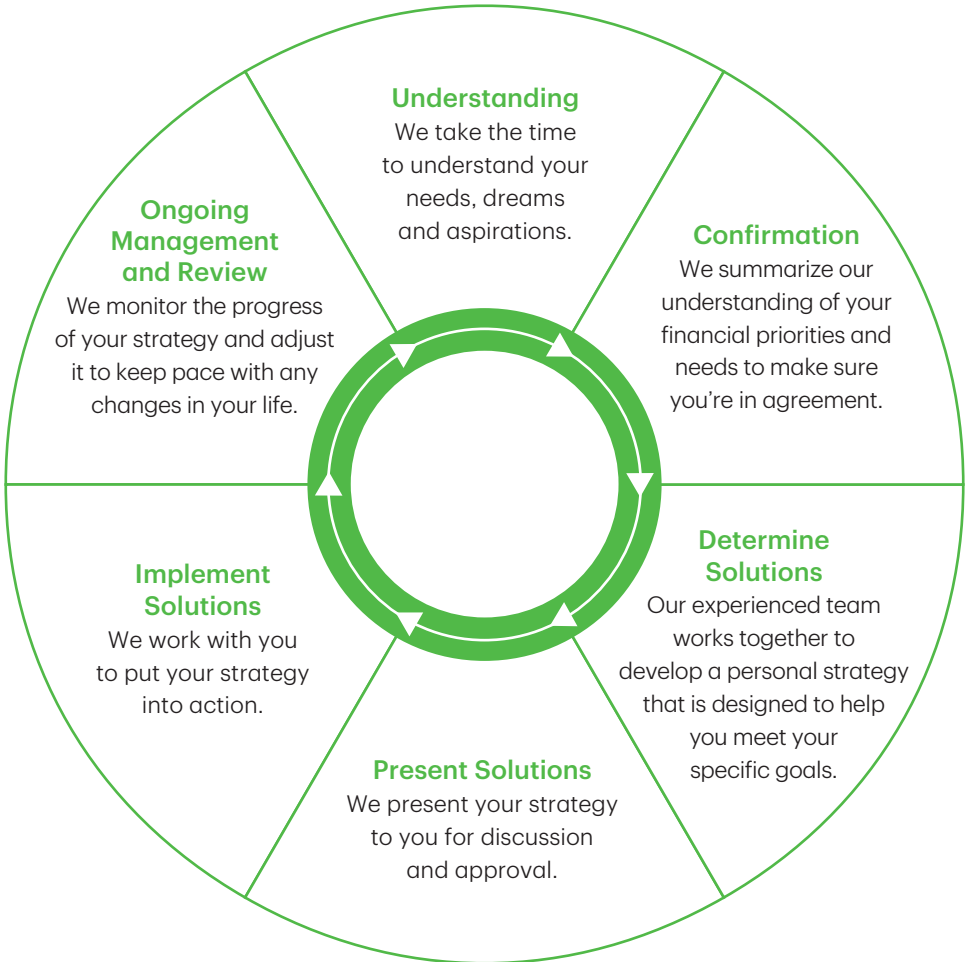 Understanding
We take the time
to understand your
needs, dreams
and aspirations.
Confirmation
We summarize our
understanding of your
financial priorities and
needs to make sure
you’re in agreement.
Determine
Solutions
Our experienced team
works together to
develop a personal strategy
that is designed to help
you meet your
specific goals.
Present Solutions
We present your strategy
to you for discussion
and approval.
Implement
Solutions
We work with you
to put your strategy
into action.
Ongoing
Management
and Review
We monitor the progress
of your strategy and adjust
it to keep pace with any
changes in your life.